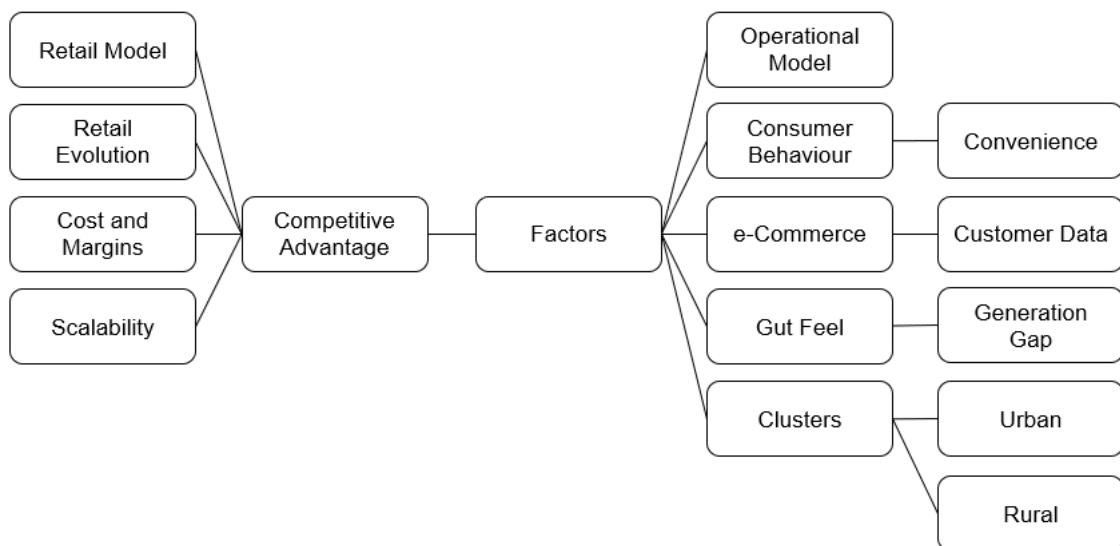 Retail Model
Retail
Evolution
Cost and
Margins
Scalability
Competitive
Advantage
Factors
Operational
Model
Consumer
Behaviour
e-Commerce
Gut Feel
Clusters
Convenience
Customer Data
Generation
Gap
Urban
Rural